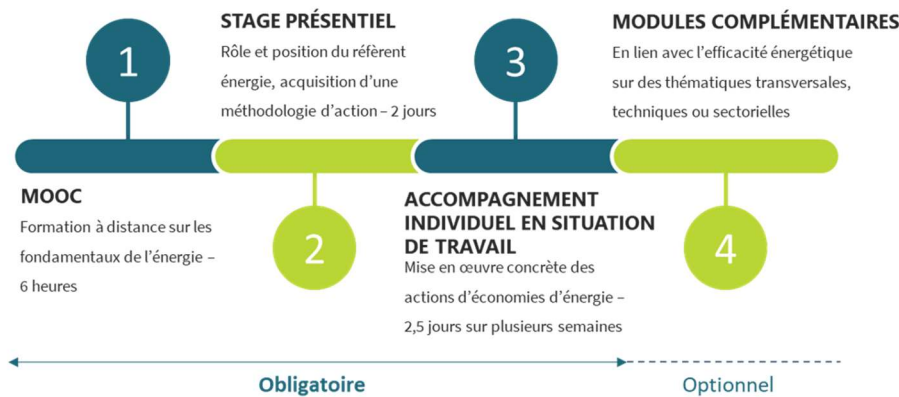 1
MOOC
Formation à distance sur les
fondamentaux de l'énergie –
6 heures
STAGE PRÉSENTIEL
Rôle et position du réfèrent
énergie, acquisition d'une
méthodologie d'action – 2 jours
2
3
ACCOMPAGNEMENT
INDIVIDUEL EN SITUATION
DE TRAVAIL
Mise en œuvre concrète des
actions d'économies d'énergie –
2,5 jours sur plusieurs semaines
MODULES COMPLÉMENTAIRES
En lien avec l'efficacité énergétique
sur des thématiques transversales,
techniques ou sectorielles
4
Obligatoire
Optionnel